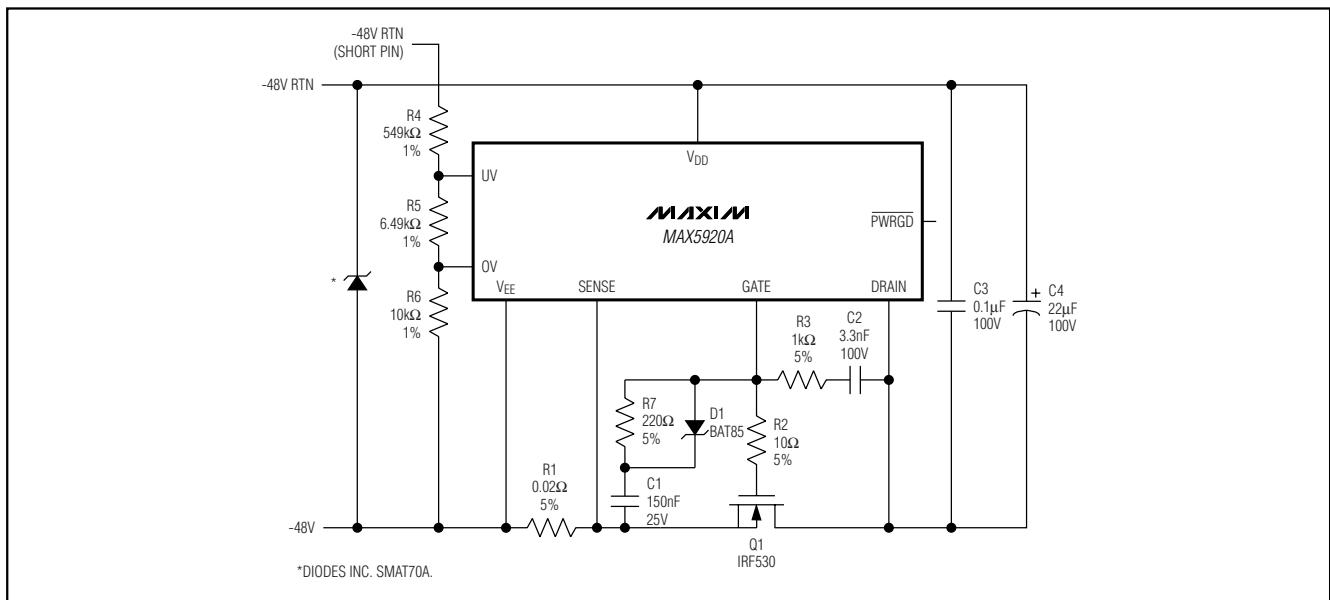 -48V RTN
(SHORT PIN)
-48V RTN
R4
549kΩ
1%
UV
VDD
R5
6.49kΩ
1%
MAXIM
MAX5920A
PWRGD
OV
*
R6
10kΩ
1%
VEE
SENSE
GATE
DRAIN
R3
1kΩ
5%
C2
3.3nF
100V
C3
0.1μF
100V
+
C4
22μF
100V
R7
220Ω
5%
D1
BAT85
R2
10Ω
5%
R1
0.02Ω
5%
C1
150nF
25V
-48V
Q1
IRF530
*DIODES INC. SMAT70A.